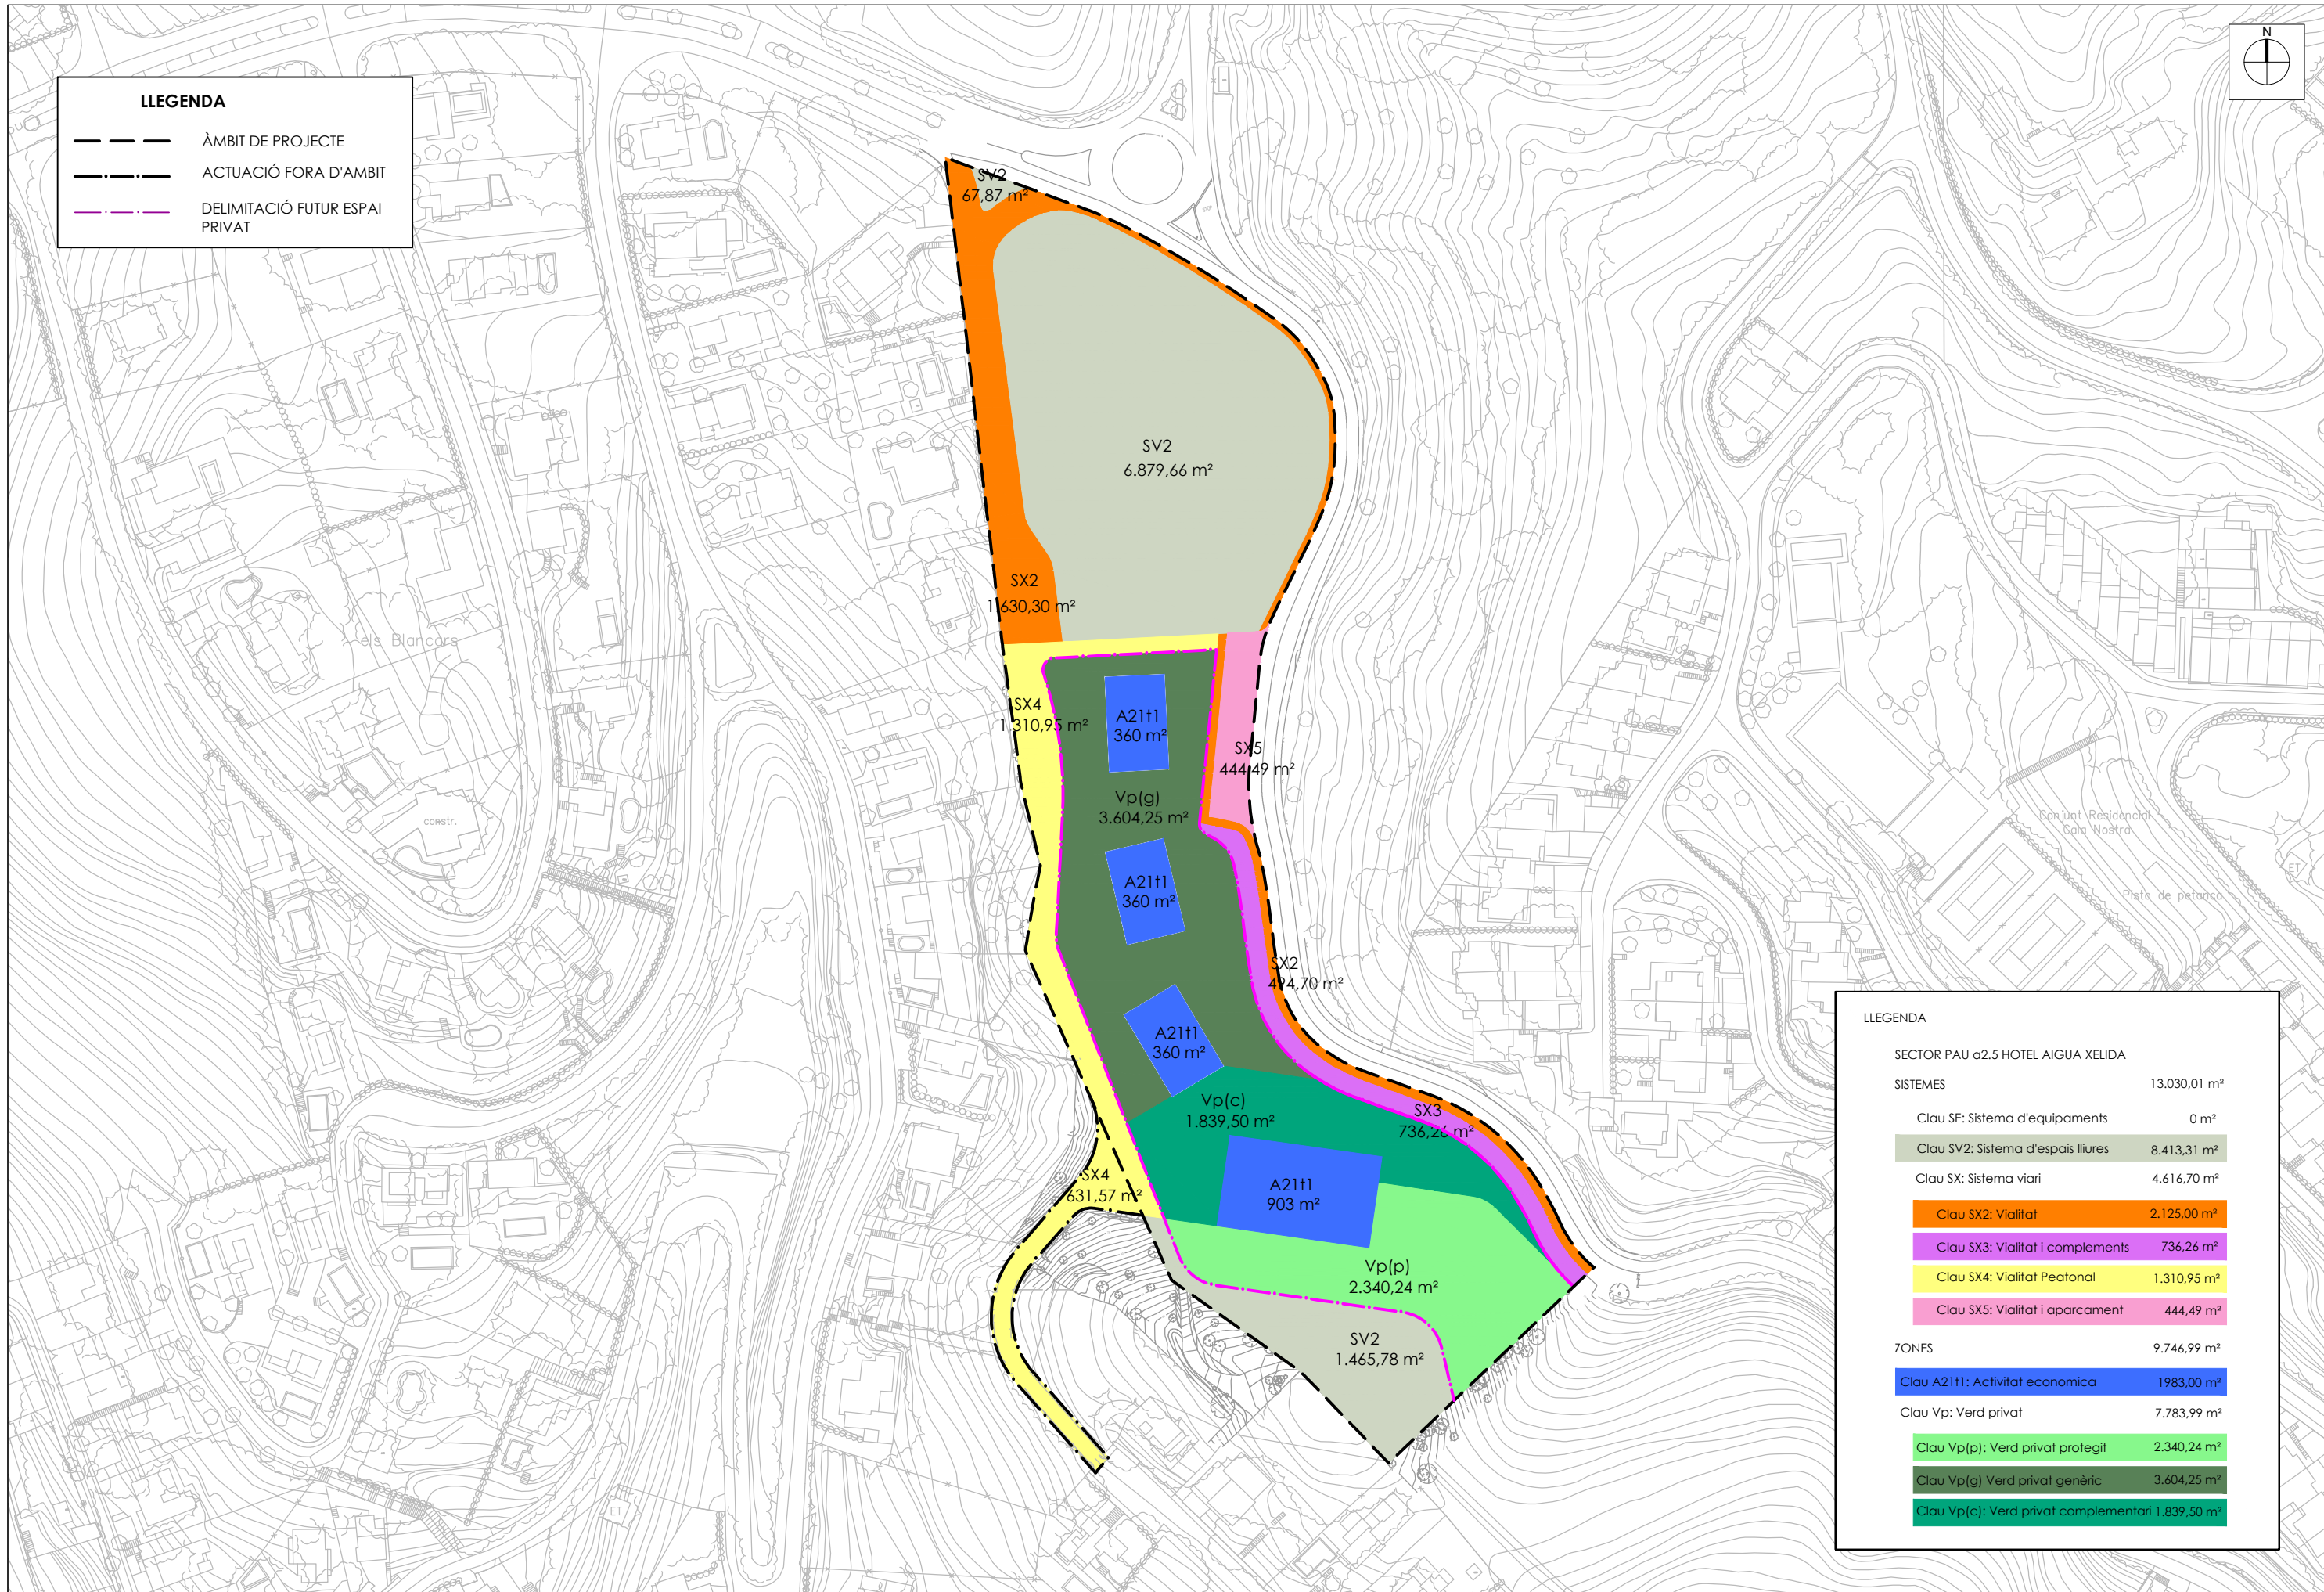 LLEGENDA
ÀMBIT DE PROJECTE
ACTUACIÓ FORA D'AMBIT
DELIMITACIÓ FUTUR ESPAI
PRIVAT
N
SV2
67,87 m²
SV2
6.879,66 m²
SX2
1.630,30 m²
els Blancors
SX4
1.310,95 m²
A21t1
360 m²
SX5
444,49 m²
Vp(g)
3.604,25 m²
constr.
Conjunt Residencial
Cala Nostra
A21t1
360 m²
ET
Pista de petanca
SX2
494,70 m²
A21t1
360 m²
Vp(c)
1.839,50 m²
SX3
736,26 m²
SX4
631,57 m²
A21t1
903 m²
Vp(p)
2.340,24 m²
SV2
1.465,78 m²
ET
LLEGENDA
SECTOR PAU a2.5 HOTEL AIGUA XELIDA
SISTEMES 13.030,01 m²
Clau SE: Sistema d'equipaments 0 m²
Clau SV2: Sistema d'espais lliures 8.413,31 m²
Clau SX: Sistema viari 4.616,70 m²
Clau SX2: Vialitat 2.125,00 m²
Clau SX3: Vialitat i complements 736,26 m²
Clau SX4: Vialitat Peatonal 1.310,95 m²
Clau SX5: Vialitat i aparcament 444,49 m²
ZONES 9.746,99 m²
Clau A21t1: Activitat economica 1983,00 m²
Clau Vp: Verd privat 7.783,99 m²
Clau Vp(p): Verd privat protegit 2.340,24 m²
Clau Vp(g) Verd privat genèric 3.604,25 m²
Clau Vp(c): Verd privat complementari 1.839,50 m²